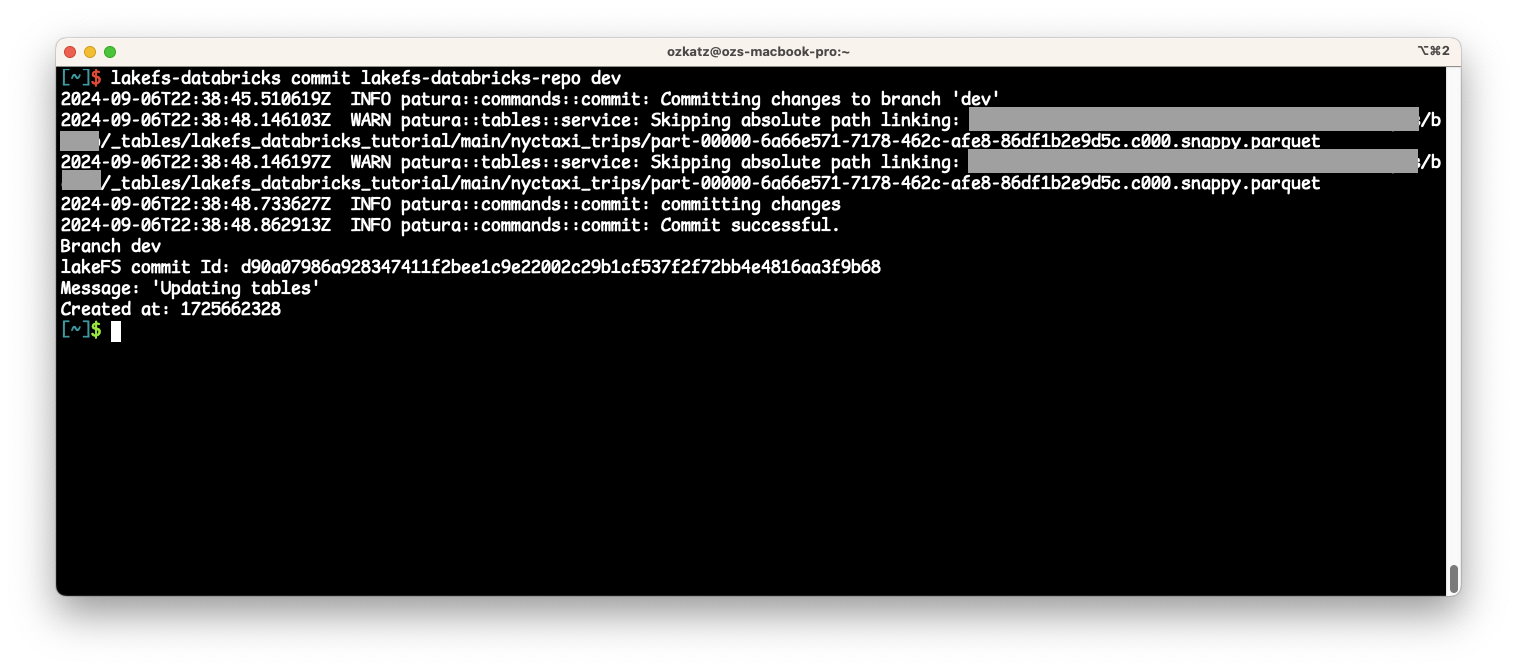 ozkatz@ozs-macbook-pro:~
⌥⌘2
[~]$ lakefs-databricks commit lakefs-databricks-repo dev
2024-09-06T22:38:45.510619Z  INFO patura::commands::commit: Committing changes to branch 'dev'
2024-09-06T22:38:48.146103Z  WARN patura::tables::service: Skipping absolute path linking: /b
/_tables/lakefs_databricks_tutorial/main/nyctaxi_trips/part-00000-6a66e571-7178-462c-afe8-86df1b2e9d5c.c000.snappy.parquet
2024-09-06T22:38:48.146197Z  WARN patura::tables::service: Skipping absolute path linking: /b
/_tables/lakefs_databricks_tutorial/main/nyctaxi_trips/part-00000-6a66e571-7178-462c-afe8-86df1b2e9d5c.c000.snappy.parquet
2024-09-06T22:38:48.733627Z  INFO patura::commands::commit: committing changes
2024-09-06T22:38:48.862913Z  INFO patura::commands::commit: Commit successful.
Branch dev
lakeFS commit Id: d90a07986a928347411f2bee1c9e22002c29b1cf537f2f72bb4e4816aa3f9b68
Message: 'Updating tables'
Created at: 1725662328
[~]$